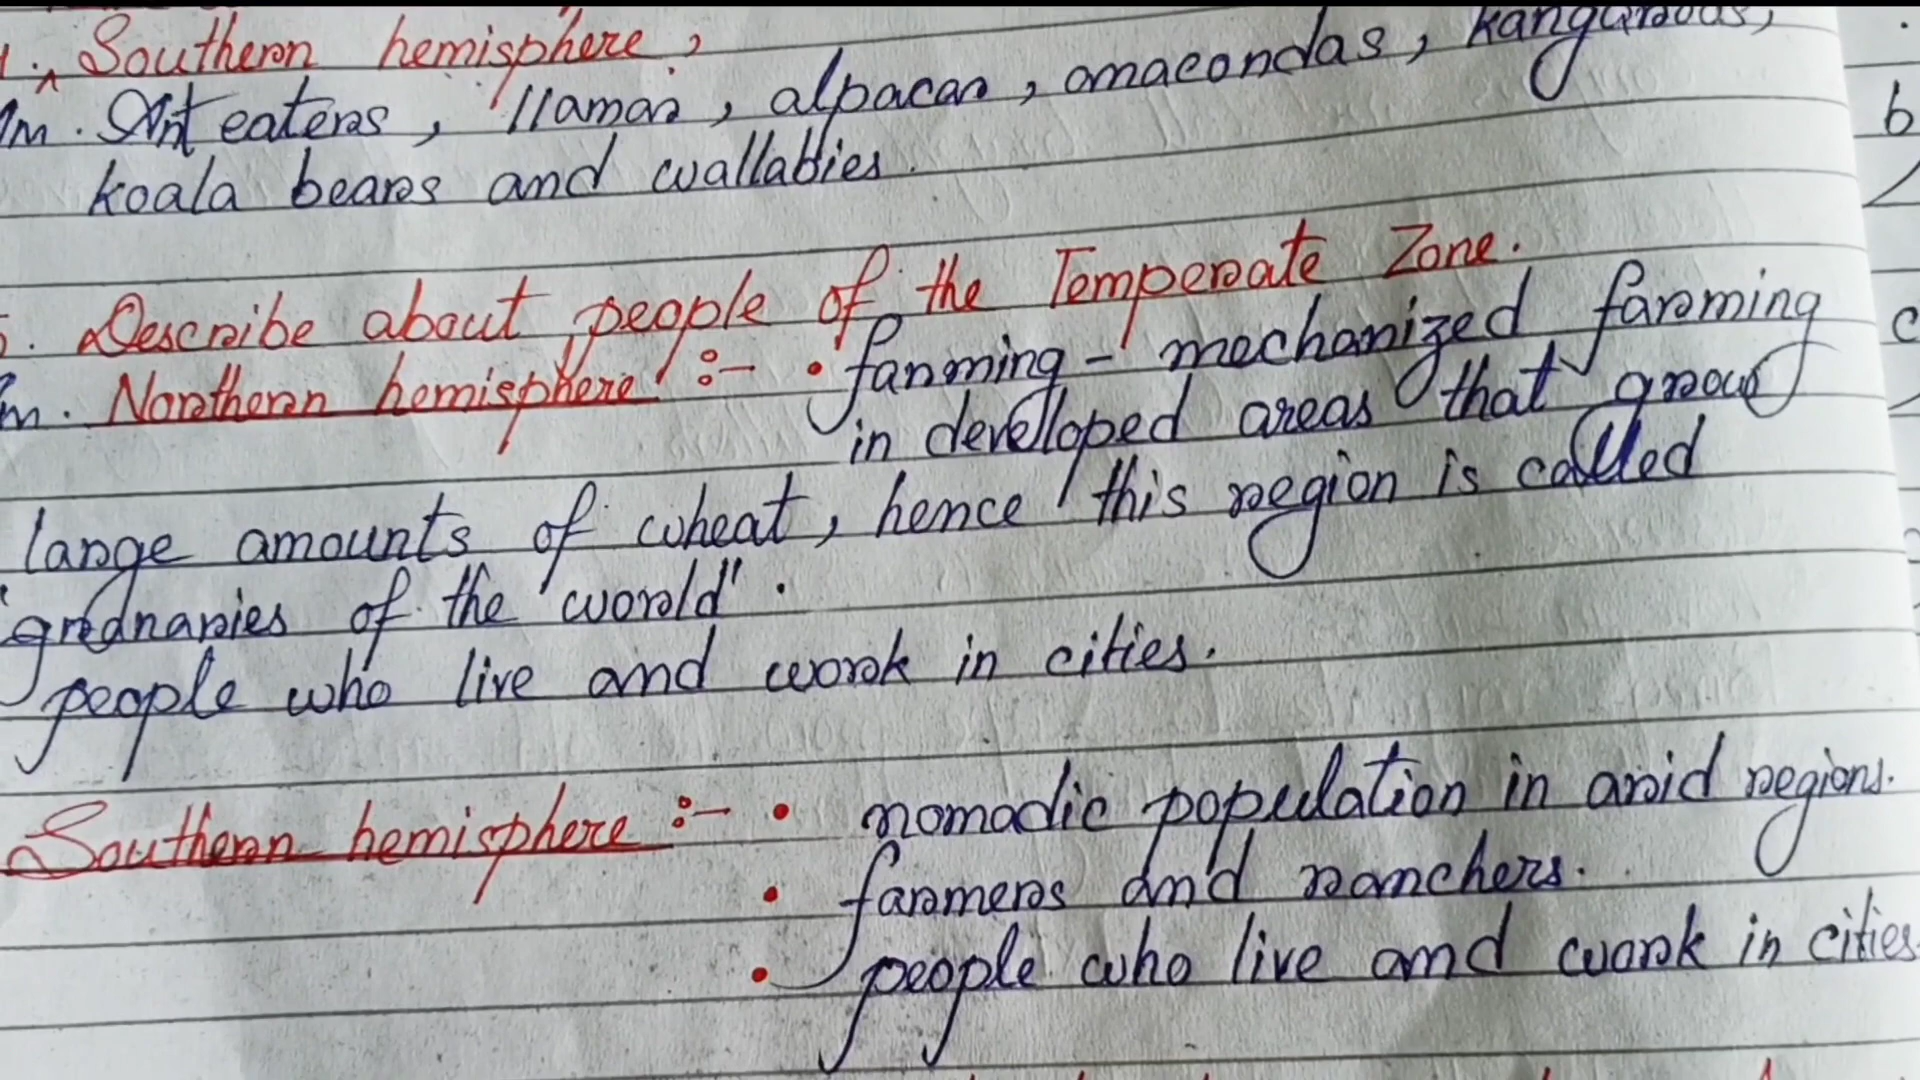 Southern hemisphere,
Ant eaters, llamas, alpacas, anacondas, kangaroos,
koala bears and wallabies.
5. Describe about people of the Temperate Zone.
Northern hemisphere :- • farming - mechanized farming
in developed areas that grow
large amounts of wheat, hence this region is called
'granaries of the world'.
people who live and work in cities.
Southern hemisphere :- • nomadic population in arid regions.
• farmers and ranchers.
• people who live and work in cities.